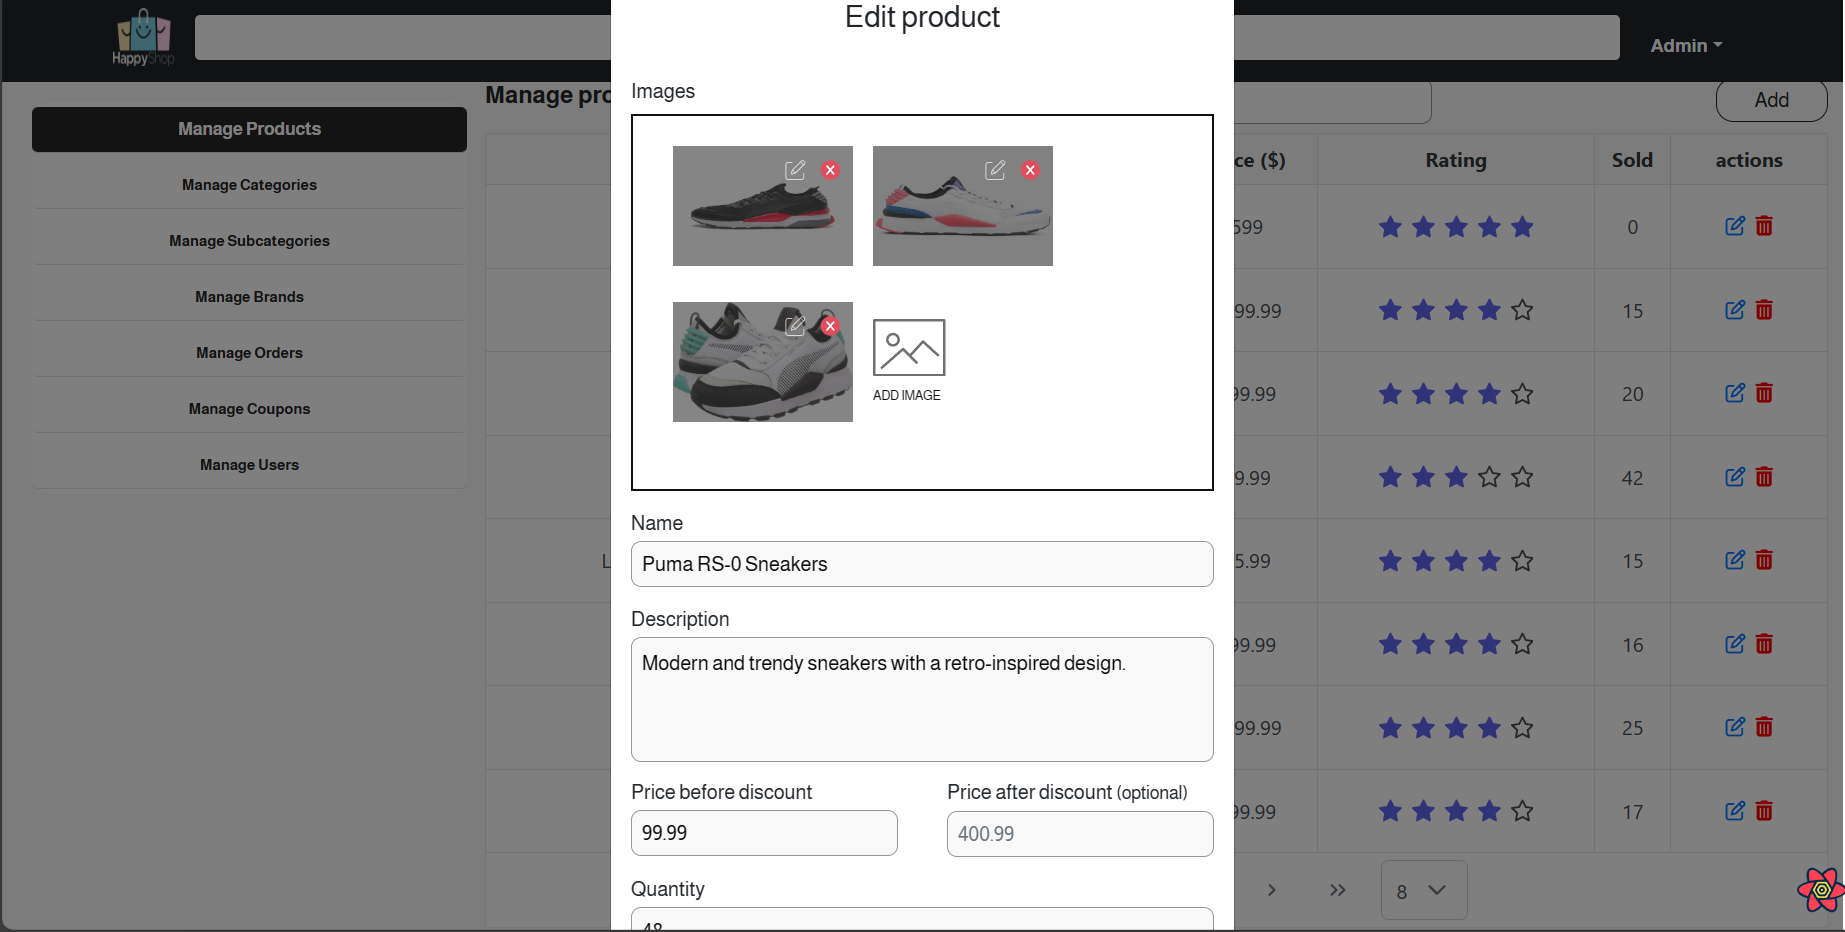 HappyShop
Admin
Manage Products
Manage Categories
Manage Subcategories
Manage Brands
Manage Orders
Manage Coupons
Manage Users
Manage pro
Add
ce ($) Rating Sold actions
599 0
99.99 15
99.99 20
9.99 42
L 5.99 15
99.99 16
99.99 25
99.99 17
8
Edit product
Images
ADD IMAGE
Name
Puma RS-0 Sneakers
Description
Modern and trendy sneakers with a retro-inspired design.
Price before discount Price after discount (optional)
99.99 400.99
Quantity
48